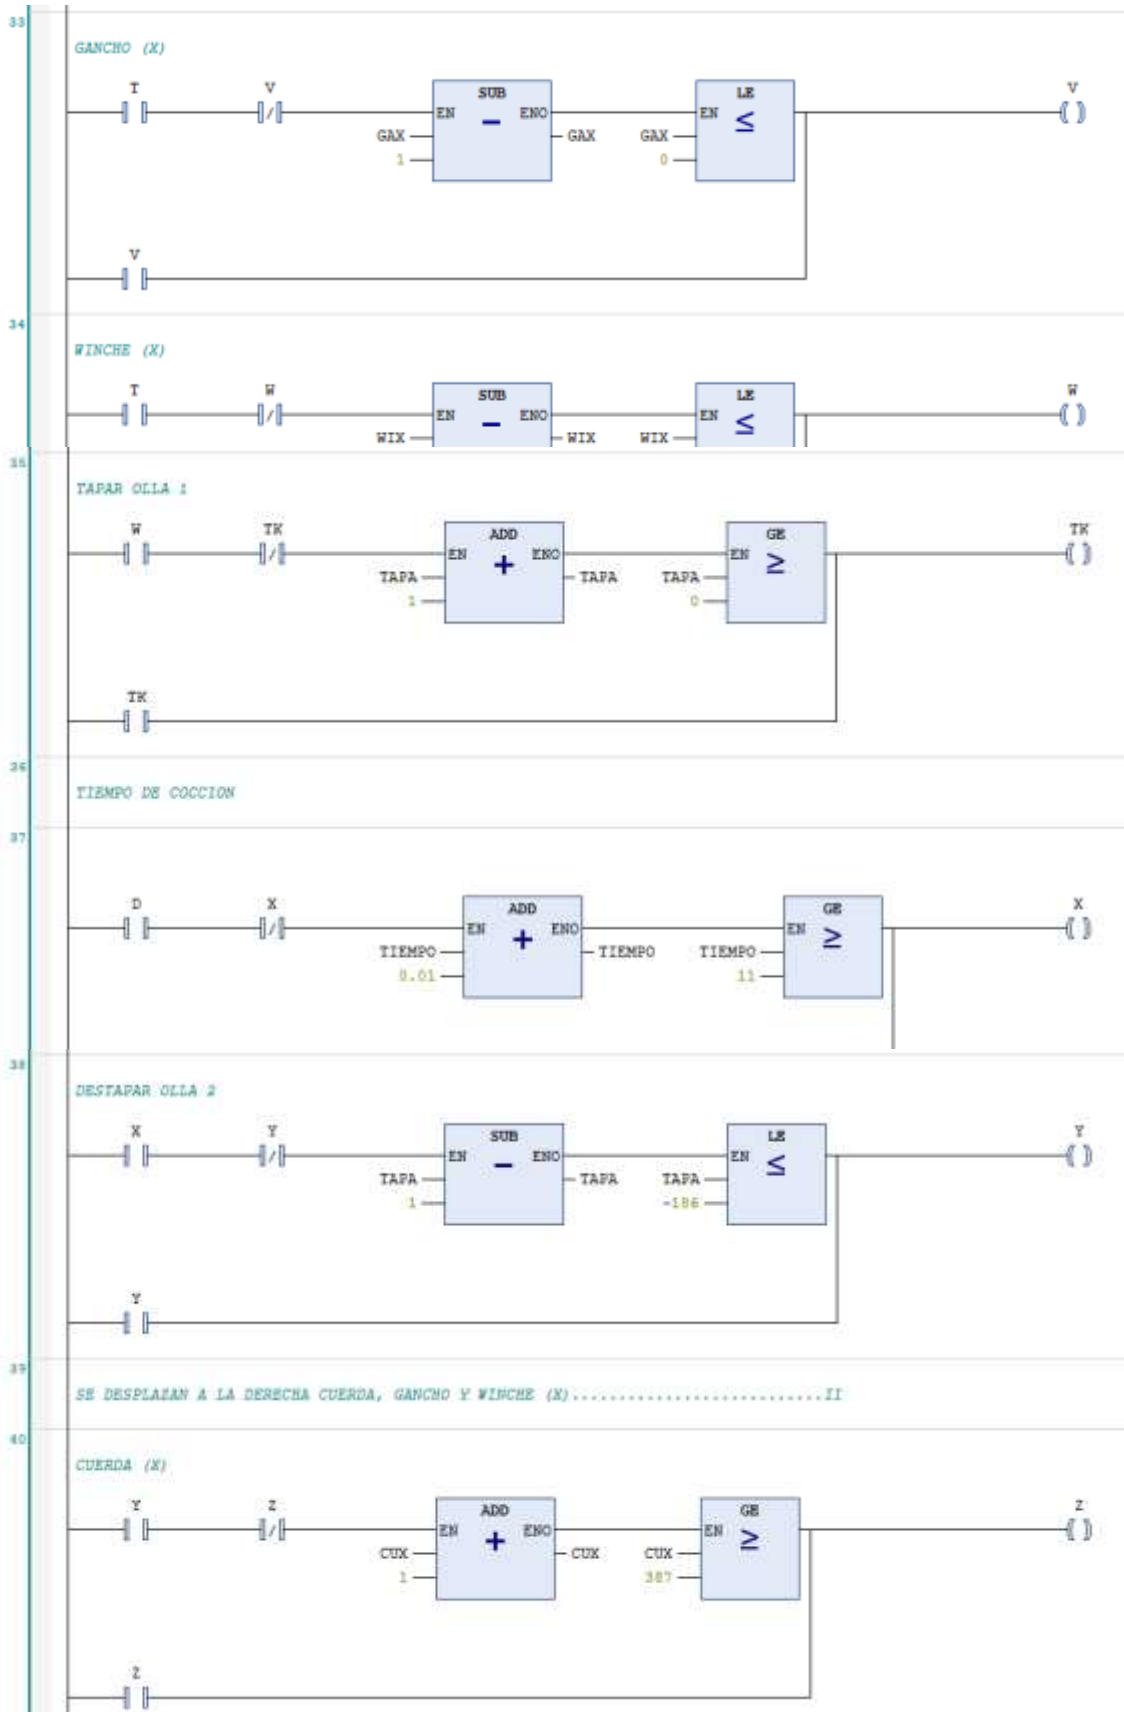 33
GANCHO (X)
T V SUB LE V
EN ENO EN
GAX GAX GAX
1 0
V
34
WINCHE (X)
T W SUB LE W
EN ENO EN
WIX WIX WIX
35
TAPAR OLLA 1
W TK ADD GE TK
EN ENO EN
TAPA TAPA TAPA
1 0
TK
36
TIEMPO DE COCCION
37
D X ADD GE X
EN ENO EN
TIEMPO TIEMPO TIEMPO
0.01 11
38
DESTAPAR OLLA 2
X Y SUB LE Y
EN ENO EN
TAPA TAPA TAPA
1 -186
Y
39
SE DESPLAZAN A LA DERECHA CUERDA, GANCHO Y WINCHE (X)...........................II
40
CUERDA (X)
Y Z ADD GE Z
EN ENO EN
CUX CUX CUX
1 387
Z